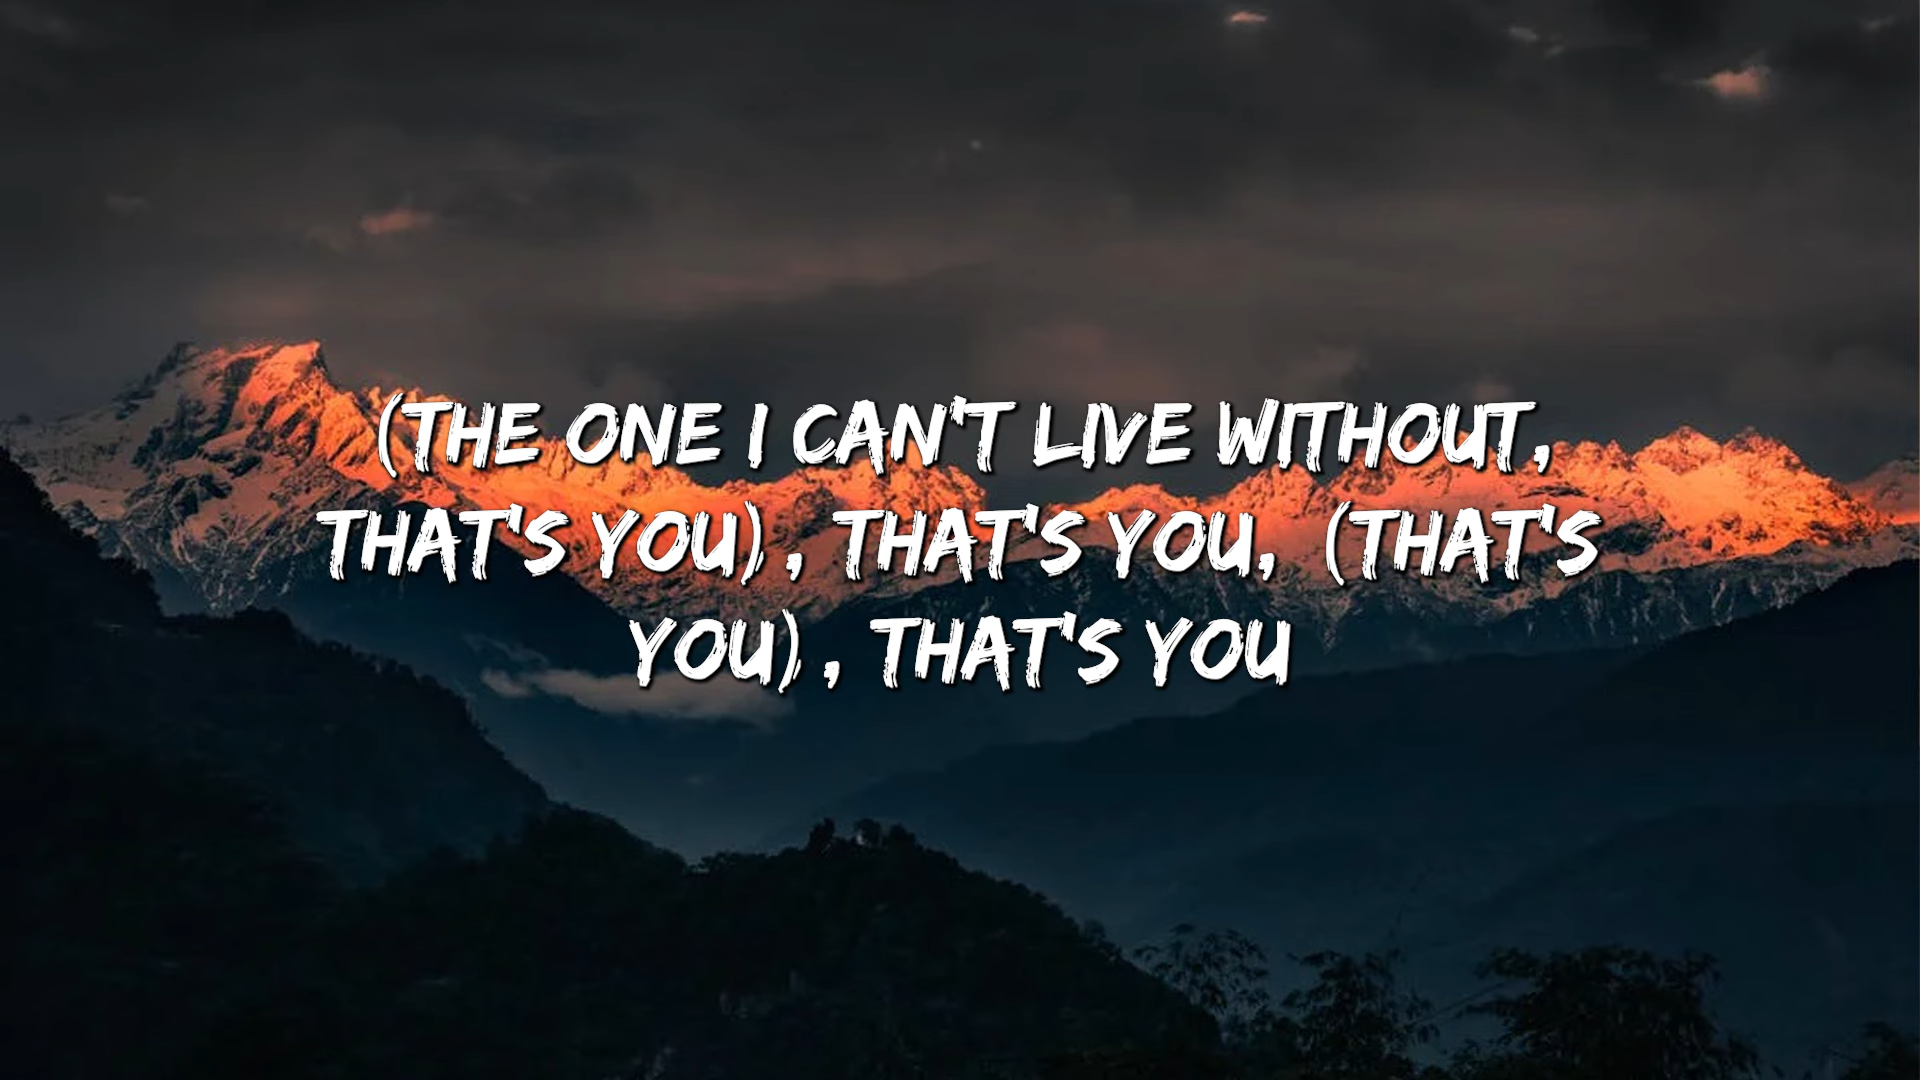 (THE ONE I CAN'T LIVE WITHOUT,
THAT'S YOU), THAT'S YOU, (THAT'S
YOU), THAT'S YOU